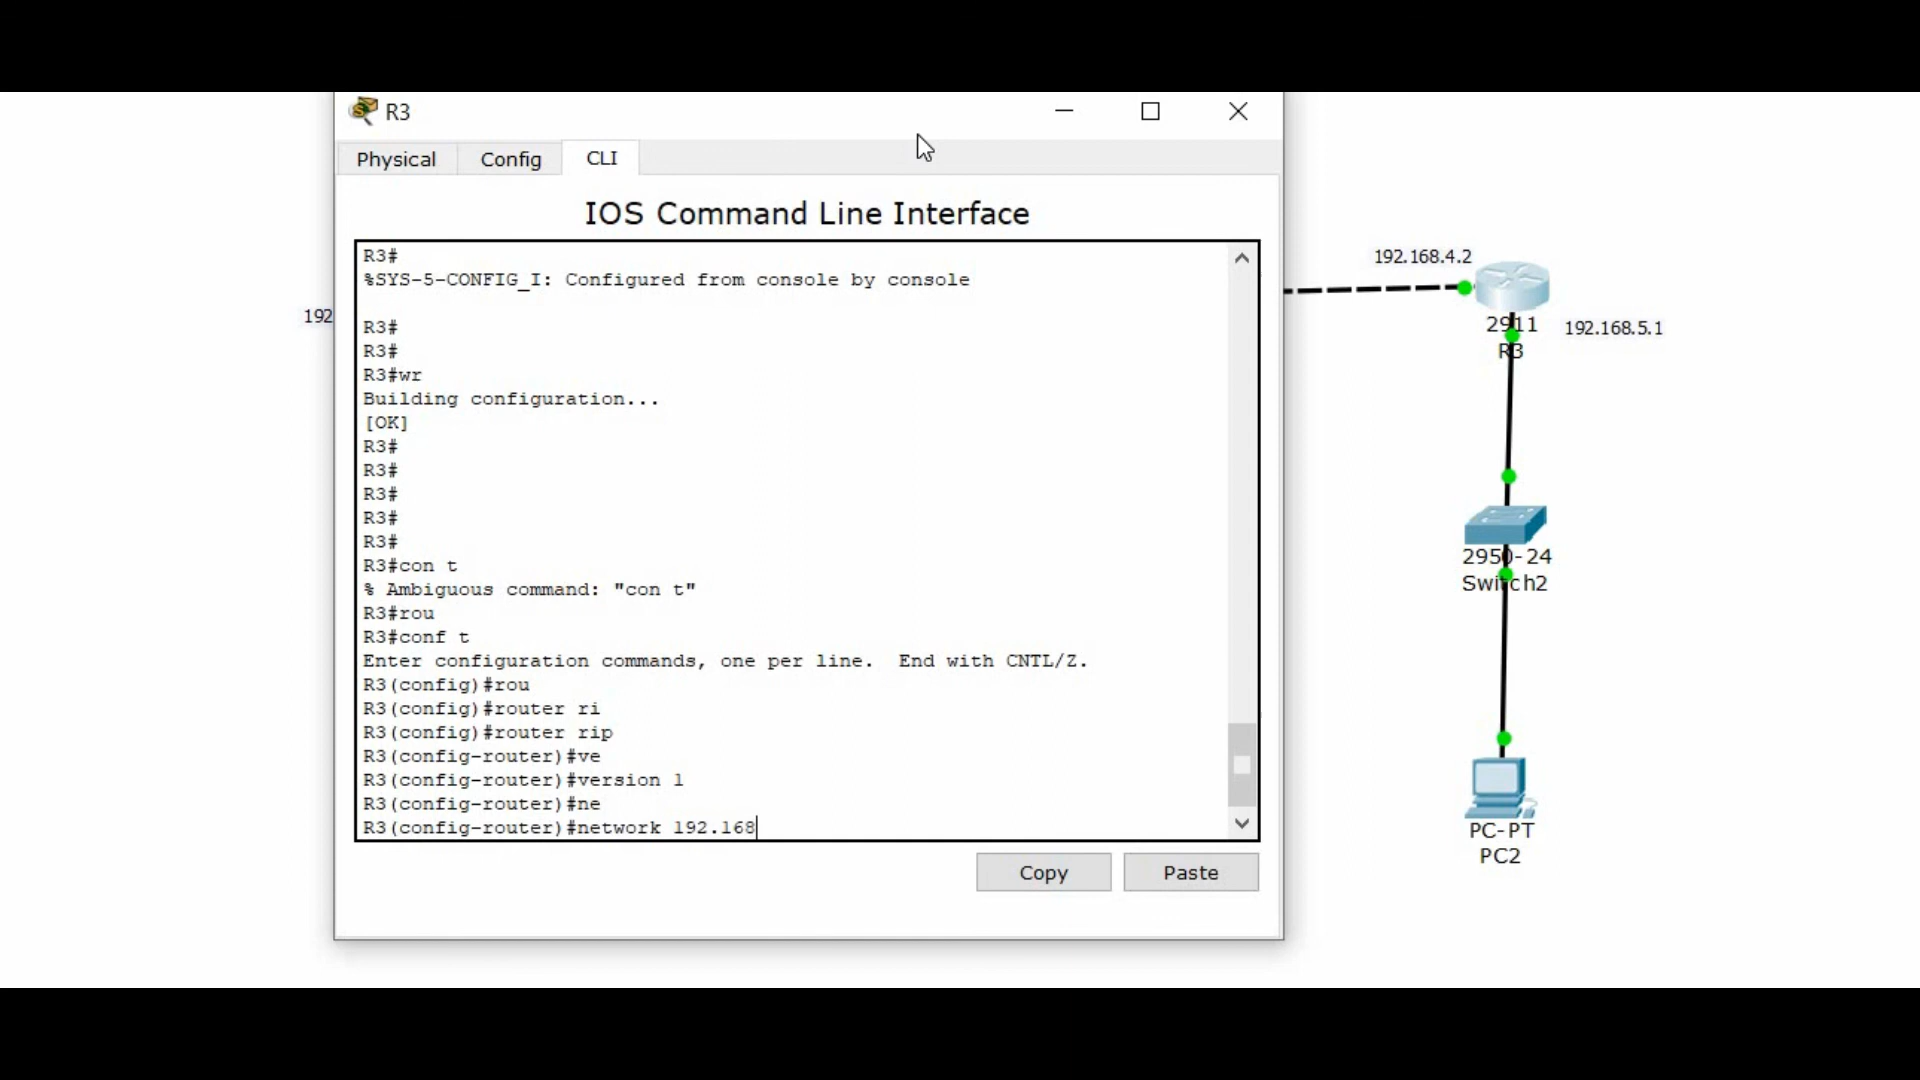 R3
Physical
Config
CLI
IOS Command Line Interface
R3#
%SYS-5-CONFIG_I: Configured from console by console
R3#
R3#
R3#wr
Building configuration...
[OK]
R3#
R3#
R3#
R3#
R3#
R3#con t
% Ambiguous command: "con t"
R3#rou
R3#conf t
Enter configuration commands, one per line.  End with CNTL/Z.
R3(config)#rou
R3(config)#router ri
R3(config)#router rip
R3(config-router)#ve
R3(config-router)#version 1
R3(config-router)#ne
R3(config-router)#network 192.168
Copy
Paste
192
192.168.4.2
2911
R3
192.168.5.1
2950-24
Switch2
PC-PT
PC2